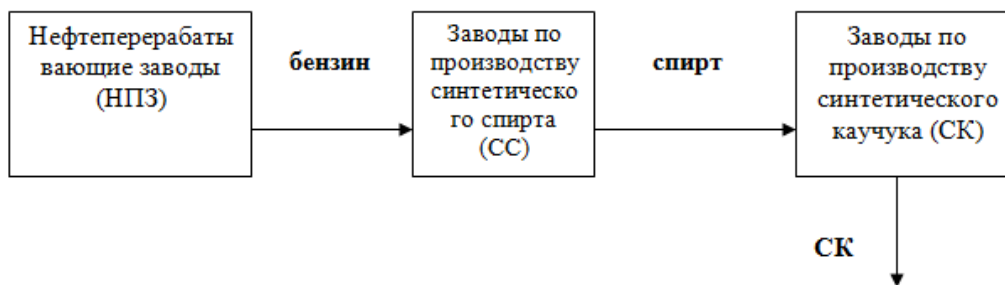 Нефтеперерабаты
вающие заводы
(НПЗ)
бензин
Заводы по
производству
синтетическо
го спирта
(СС)
спирт
Заводы по
производству
синтетического
каучука (СК)
СК